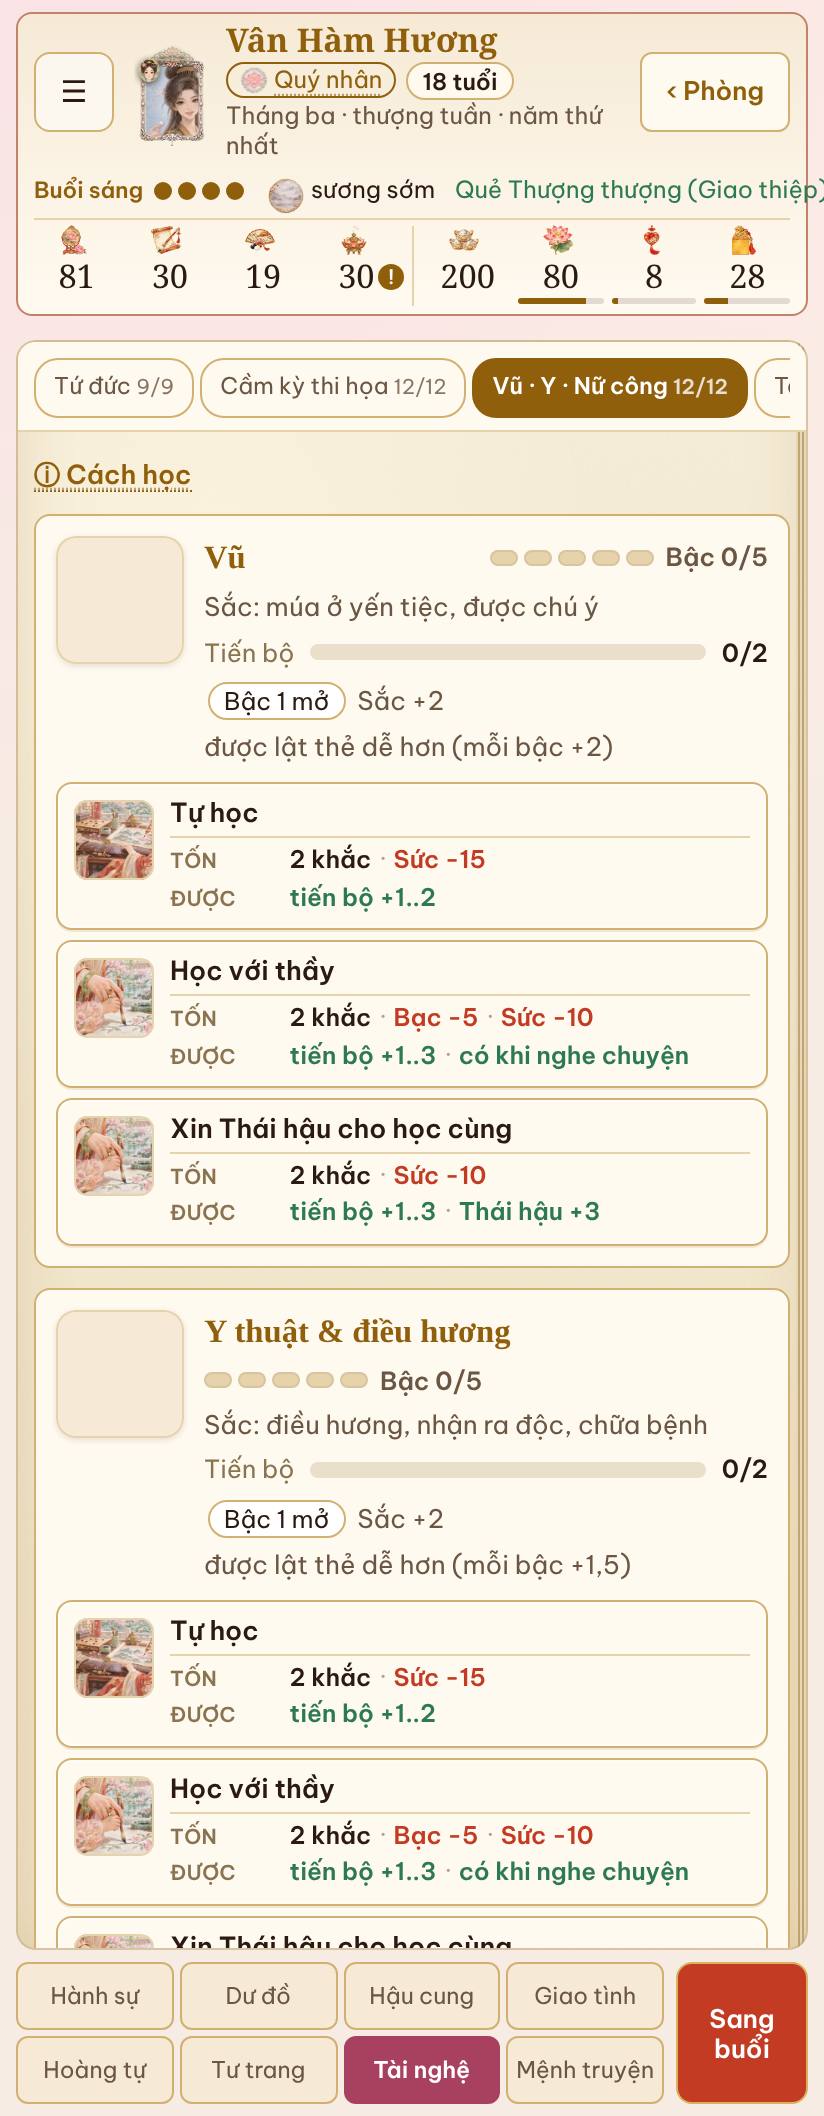 ☰
Vân Hàm Hương
Quý nhân 18 tuổi
Tháng ba · thượng tuần · năm thứ
nhất
‹ Phòng
Buổi sáng sương sớm Quẻ Thượng thượng (Giao thiệp)
81 30 19 30 ! 200 80 8 28
Tứ đức 9/9 Cầm kỳ thi họa 12/12 Vũ · Y · Nữ công 12/12
ⓘ Cách học
Vũ Bậc 0/5
Sắc: múa ở yến tiệc, được chú ý
Tiến bộ 0/2
Bậc 1 mở Sắc +2
được lật thẻ dễ hơn (mỗi bậc +2)
Tự học
TỐN 2 khắc · Sức -15
ĐƯỢC tiến bộ +1..2
Học với thầy
TỐN 2 khắc · Bạc -5 · Sức -10
ĐƯỢC tiến bộ +1..3 · có khi nghe chuyện
Xin Thái hậu cho học cùng
TỐN 2 khắc · Sức -10
ĐƯỢC tiến bộ +1..3 · Thái hậu +3
Y thuật & điều hương
Bậc 0/5
Sắc: điều hương, nhận ra độc, chữa bệnh
Tiến bộ 0/2
Bậc 1 mở Sắc +2
được lật thẻ dễ hơn (mỗi bậc +1,5)
Tự học
TỐN 2 khắc · Sức -15
ĐƯỢC tiến bộ +1..2
Học với thầy
TỐN 2 khắc · Bạc -5 · Sức -10
ĐƯỢC tiến bộ +1..3 · có khi nghe chuyện
Xin Thái hậu cho học cùng
Hành sự Dư đồ Hậu cung Giao tình
Hoàng tự Tư trang Tài nghệ Mệnh truyện
Sang
buổi